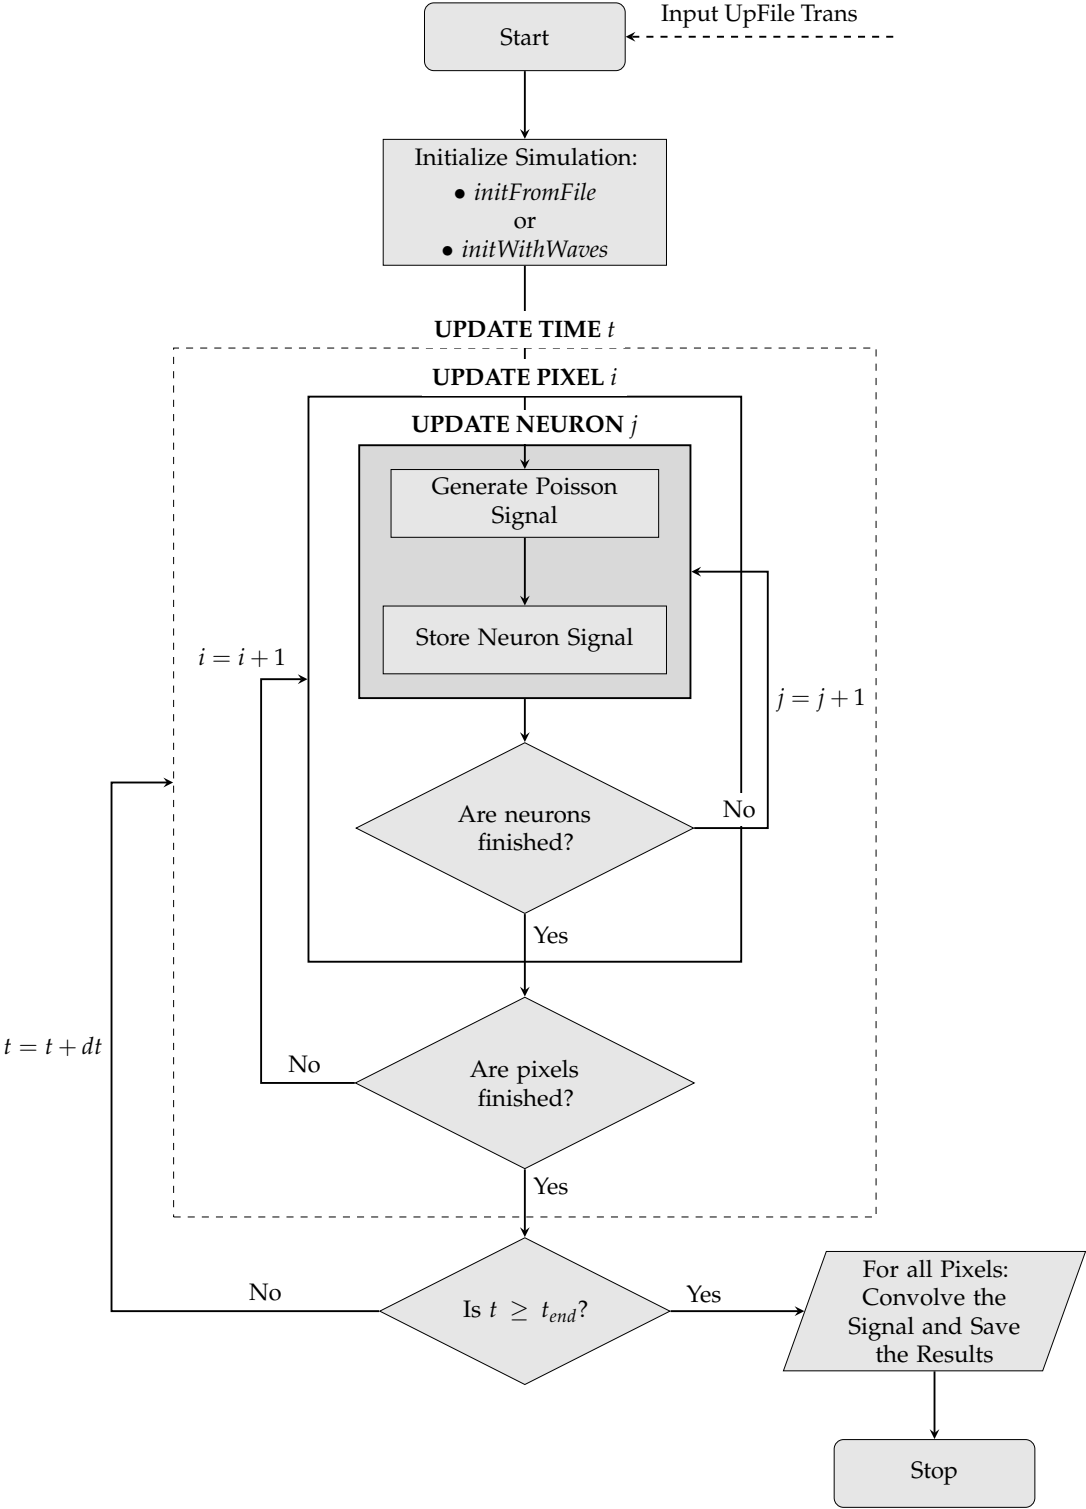 Input UpFile Trans
Start
Initialize Simulation:
• initFromFile
or
• initWithWaves
UPDATE TIME t
UPDATE PIXEL i
UPDATE NEURON j
Generate Poisson
Signal
Store Neuron Signal
i = i + 1
j = j + 1
Are neurons
finished?
No
Yes
t = t + dt
Are pixels
finished?
No
Yes
Is t ≥ t_end?
No
Yes
For all Pixels:
Convolve the
Signal and Save
the Results
Stop